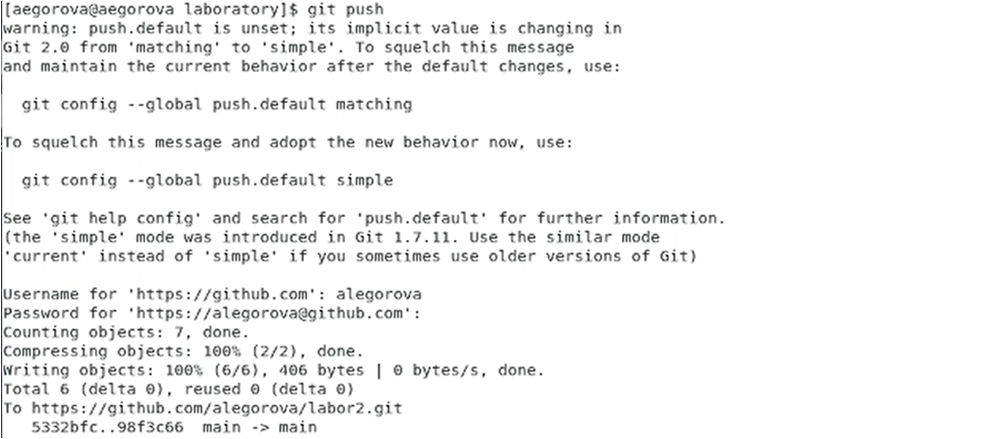 [aegorova@aegorova laboratory]$ git push
warning: push.default is unset; its implicit value is changing in
Git 2.0 from 'matching' to 'simple'. To squelch this message
and maintain the current behavior after the default changes, use:
git config --global push.default matching
To squelch this message and adopt the new behavior now, use:
git config --global push.default simple
See 'git help config' and search for 'push.default' for further information.
(the 'simple' mode was introduced in Git 1.7.11. Use the similar mode
'current' instead of 'simple' if you sometimes use older versions of Git)
Username for 'https://github.com': alegorova
Password for 'https://alegorova@github.com':
Counting objects: 7, done.
Compressing objects: 100% (2/2), done.
Writing objects: 100% (6/6), 406 bytes | 0 bytes/s, done.
Total 6 (delta 0), reused 0 (delta 0)
To https://github.com/alegorova/labor2.git
5332bfc..98f3c66  main -> main